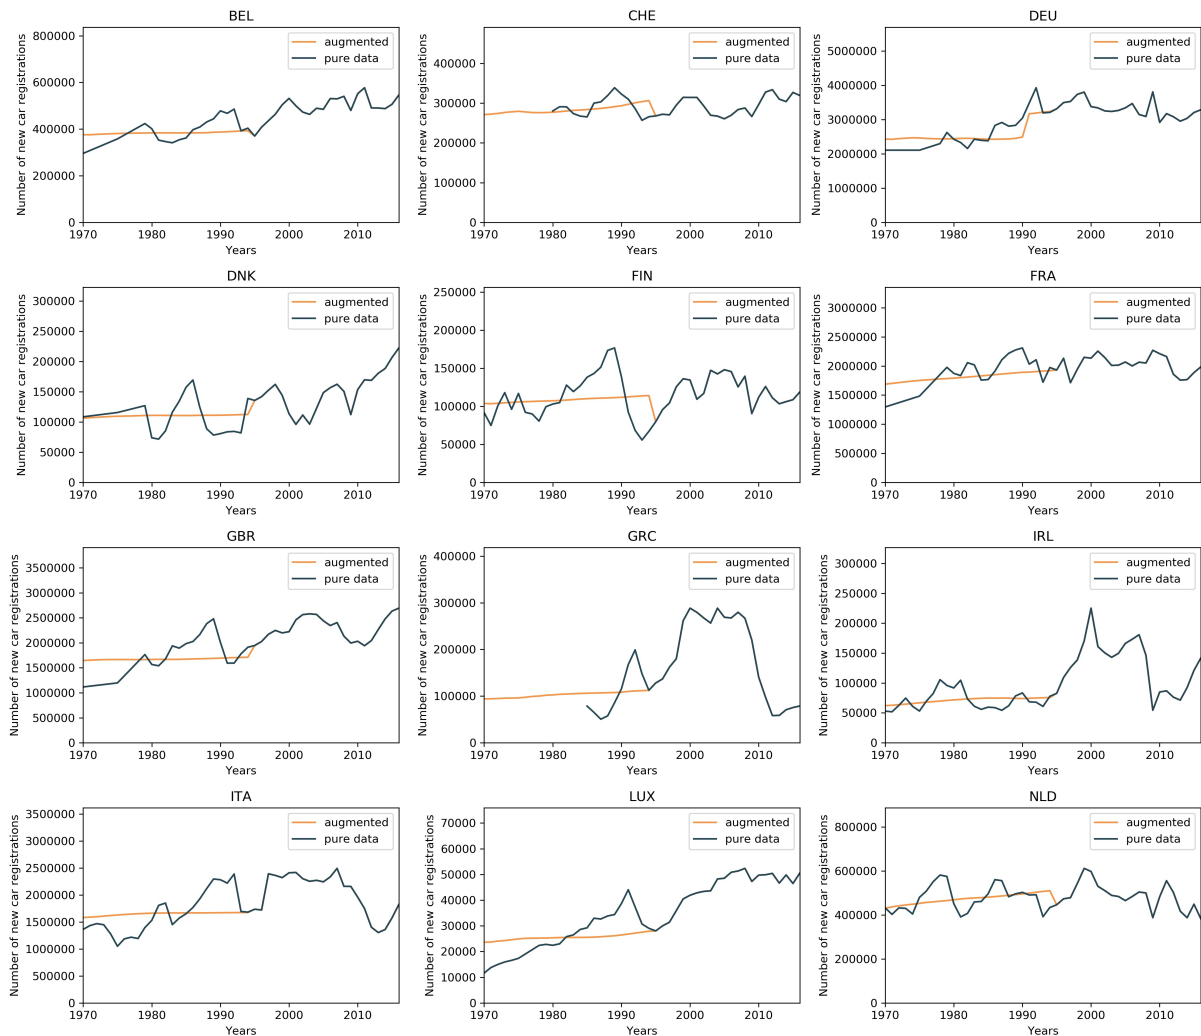 BEL
Number of new car registrations
800000
600000
400000
200000
0
1970 1980 1990 2000 2010
Years
augmented
pure data
CHE
Number of new car registrations
400000
300000
200000
100000
0
1970 1980 1990 2000 2010
Years
augmented
pure data
DEU
Number of new car registrations
5000000
4000000
3000000
2000000
1000000
0
1970 1980 1990 2000 2010
Years
augmented
pure data
DNK
Number of new car registrations
300000
250000
200000
150000
100000
50000
0
1970 1980 1990 2000 2010
Years
augmented
pure data
FIN
Number of new car registrations
250000
200000
150000
100000
50000
0
1970 1980 1990 2000 2010
Years
augmented
pure data
FRA
Number of new car registrations
3000000
2500000
2000000
1500000
1000000
500000
0
1970 1980 1990 2000 2010
Years
augmented
pure data
GBR
Number of new car registrations
3500000
3000000
2500000
2000000
1500000
1000000
500000
0
1970 1980 1990 2000 2010
Years
augmented
pure data
GRC
Number of new car registrations
400000
300000
200000
100000
0
1970 1980 1990 2000 2010
Years
augmented
pure data
IRL
Number of new car registrations
300000
250000
200000
150000
100000
50000
0
1970 1980 1990 2000 2010
Years
augmented
pure data
ITA
Number of new car registrations
3500000
3000000
2500000
2000000
1500000
1000000
500000
0
1970 1980 1990 2000 2010
Years
augmented
pure data
LUX
Number of new car registrations
70000
60000
50000
40000
30000
20000
10000
0
1970 1980 1990 2000 2010
Years
augmented
pure data
NLD
Number of new car registrations
800000
600000
400000
200000
0
1970 1980 1990 2000 2010
Years
augmented
pure data